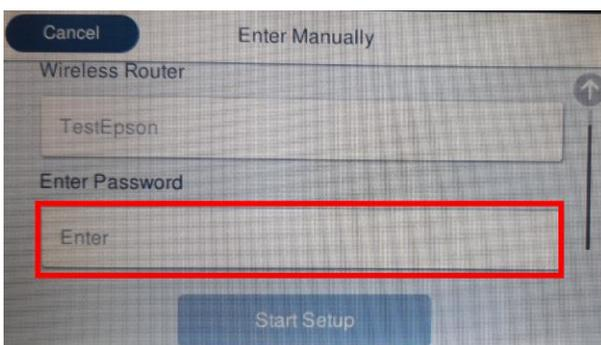 Cancel
Enter Manually
Wireless Router
TestEpson
Enter Password
Enter
Start Setup